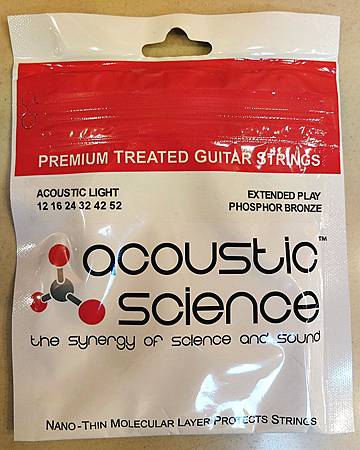 PREMIUM TREATED GUITAR STRINGS
ACOUSTIC LIGHT
12 16 24 32 42 52
EXTENDED PLAY
PHOSPHOR BRONZE
acoustic™
science
the synergy of science and sound
NANO-THIN MOLECULAR LAYER PROTECTS STRINGS